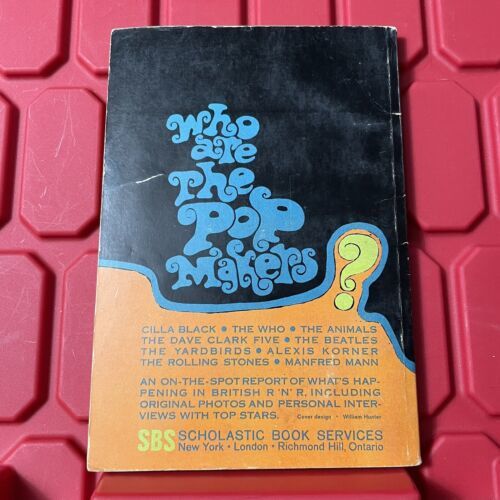 Who
are
The
POP
Makers
?
CILLA BLACK • THE WHO • THE ANIMALS
THE DAVE CLARK FIVE • THE BEATLES
THE YARDBIRDS • ALEXIS KORNER
THE ROLLING STONES • MANFRED MANN
AN ON-THE-SPOT REPORT OF WHAT'S HAP-
PENING IN BRITISH R 'N' R, INCLUDING
ORIGINAL PHOTOS AND PERSONAL INTER-
VIEWS WITH TOP STARS. Cover design • William Hunter
SBS SCHOLASTIC BOOK SERVICES
New York • London • Richmond Hill, Ontario